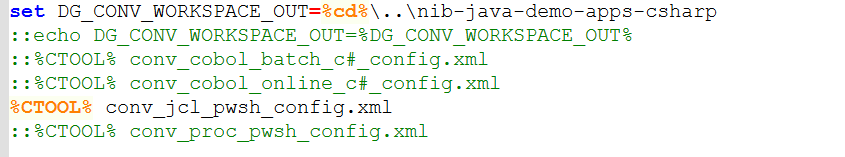 set DG_CONV_WORKSPACE_OUT=%cd%\..\nib-java-demo-apps-csharp
::echo DG_CONV_WORKSPACE_OUT=%DG_CONV_WORKSPACE_OUT%
::%CTOOL% conv_cobol_batch_c#_config.xml
::%CTOOL% conv_cobol_online_c#_config.xml
%CTOOL% conv_jcl_pwsh_config.xml
::%CTOOL% conv_proc_pwsh_config.xml